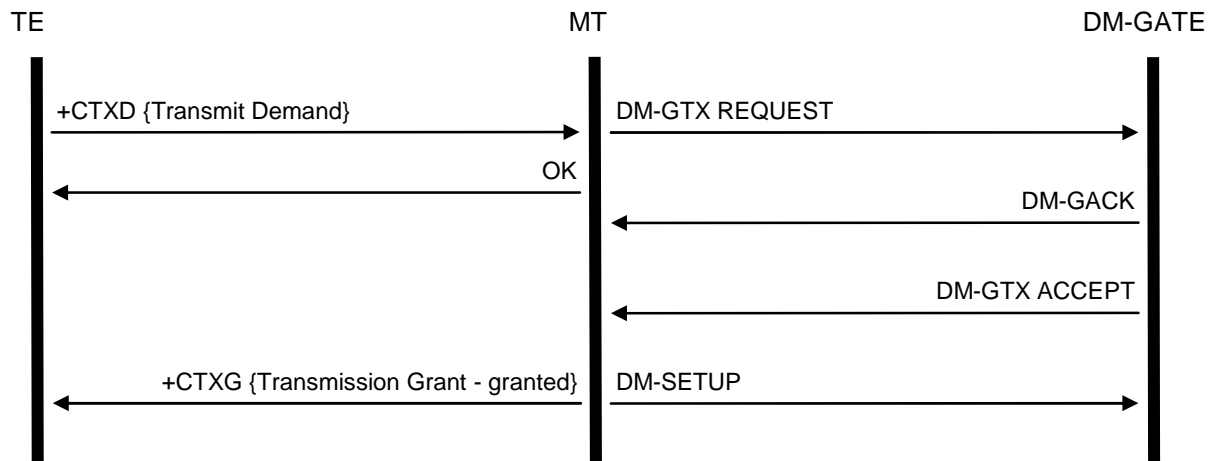 TE
MT
DM-GATE
+CTXD {Transmit Demand}
DM-GTX REQUEST
OK
DM-GACK
DM-GTX ACCEPT
+CTXG {Transmission Grant - granted}
DM-SETUP